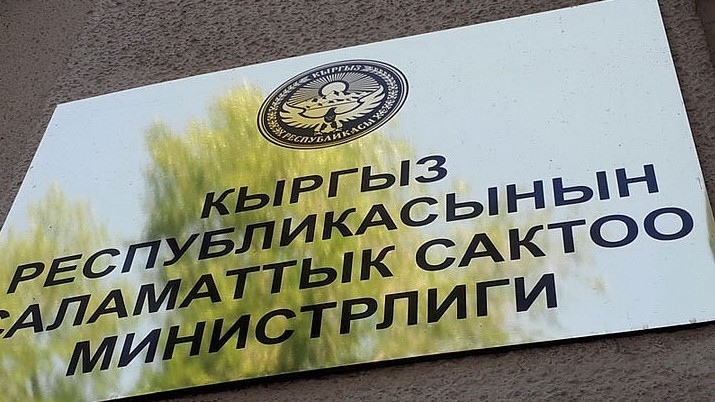 КЫРГЫЗ
РЕСПУБЛИКАСЫ
КЫРГЫЗ
РЕСПУБЛИКАСЫНЫН
САЛАМАТТЫК САКТОО
МИНИСТРЛИГИ